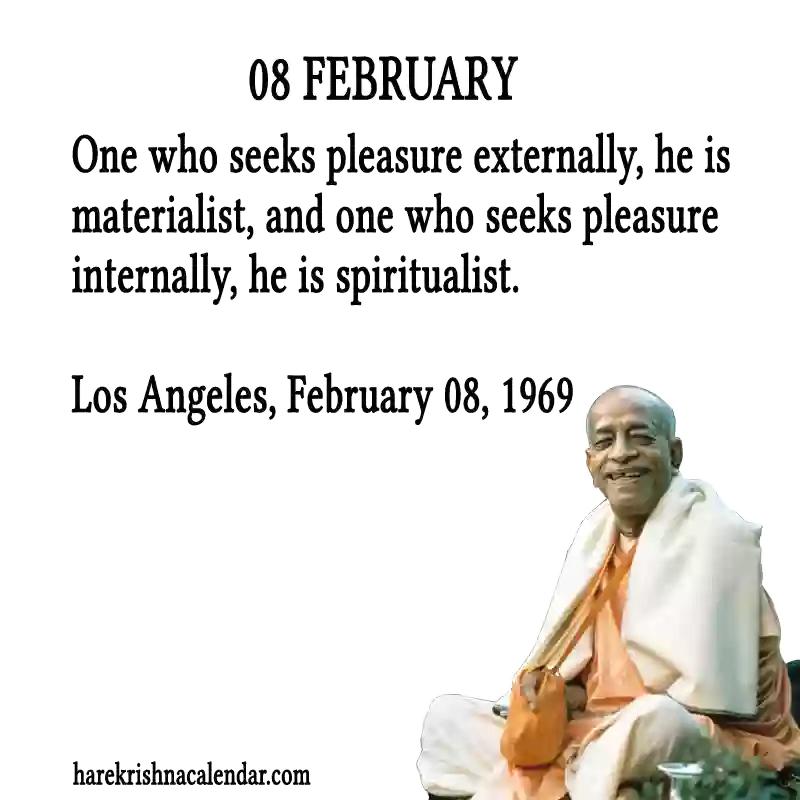 08 FEBRUARY
One who seeks pleasure externally, he is
materialist, and one who seeks pleasure
internally, he is spiritualist.
Los Angeles, February 08, 1969
harekrishnacalendar.com